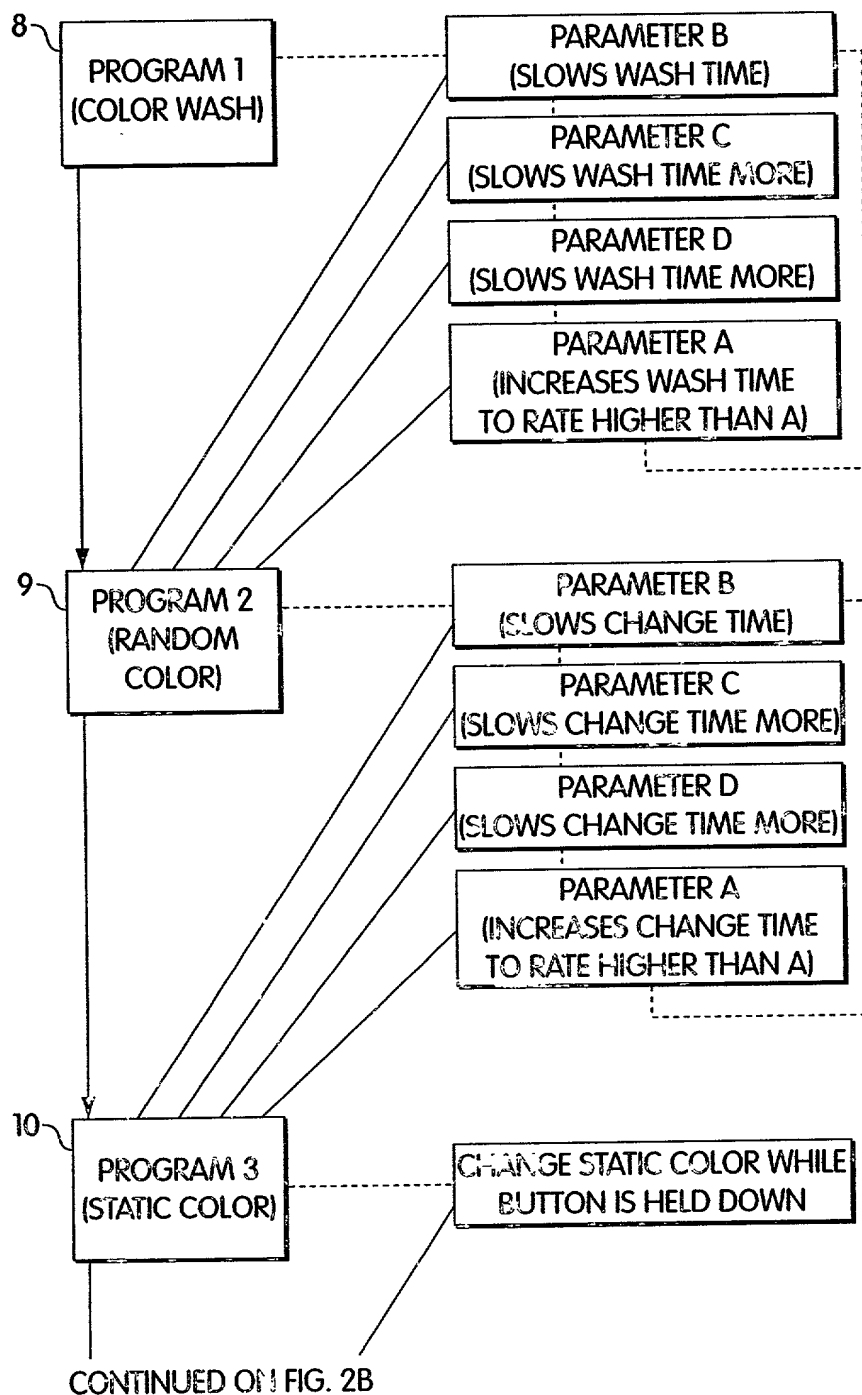 8
PROGRAM 1
(COLOR WASH)
PARAMETER B
(SLOWS WASH TIME)
PARAMETER C
(SLOWS WASH TIME MORE)
PARAMETER D
(SLOWS WASH TIME MORE)
PARAMETER A
(INCREASES WASH TIME
TO RATE HIGHER THAN A)
9
PROGRAM 2
(RANDOM
COLOR)
PARAMETER B
(SLOWS CHANGE TIME)
PARAMETER C
(SLOWS CHANGE TIME MORE)
PARAMETER D
(SLOWS CHANGE TIME MORE)
PARAMETER A
(INCREASES CHANGE TIME
TO RATE HIGHER THAN A)
10
PROGRAM 3
(STATIC COLOR)
CHANGE STATIC COLOR WHILE
BUTTON IS HELD DOWN
CONTINUED ON FIG. 2B